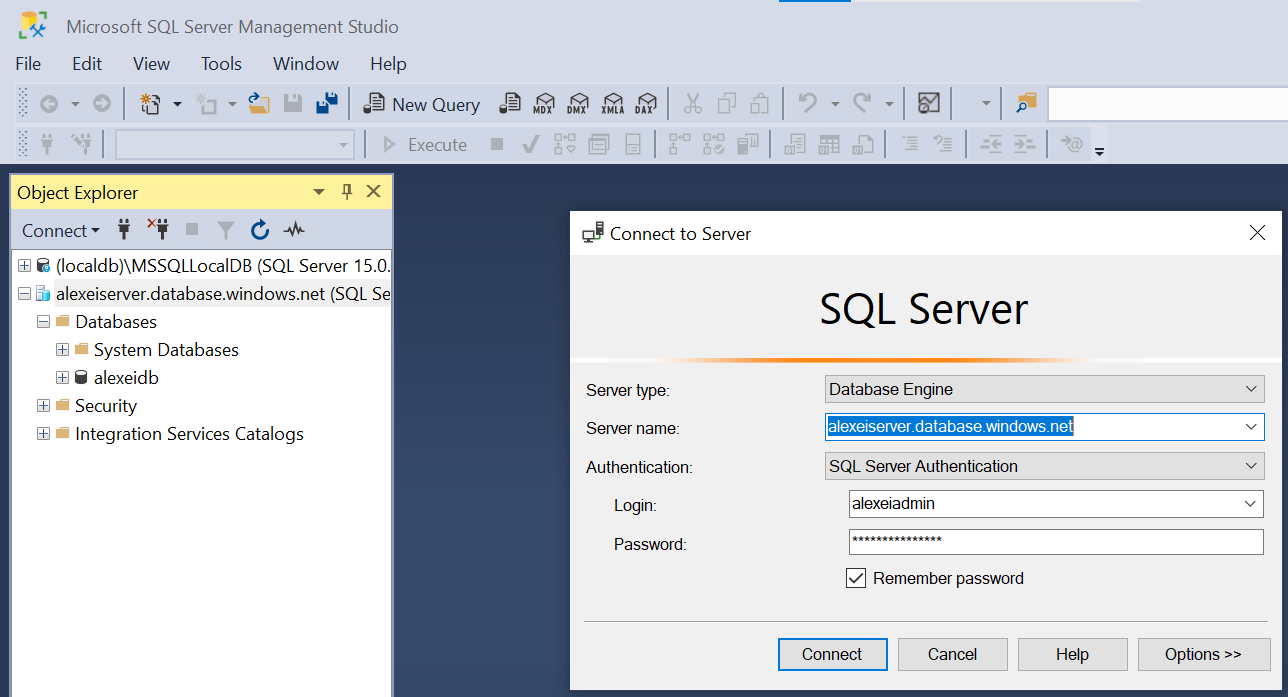 Microsoft SQL Server Management Studio
File Edit View Tools Window Help
New Query MDX DMX XMLA DAX
Execute
Object Explorer
Connect
(localdb)\MSSQLLocalDB (SQL Server 15.0.
alexeiserver.database.windows.net (SQL Se
Databases
System Databases
alexeidb
Security
Integration Services Catalogs
Connect to Server
SQL Server
Server type: Database Engine
Server name: alexeiserver.database.windows.net
Authentication: SQL Server Authentication
Login: alexeiadmin
Password: ***************
Remember password
Connect Cancel Help Options >>